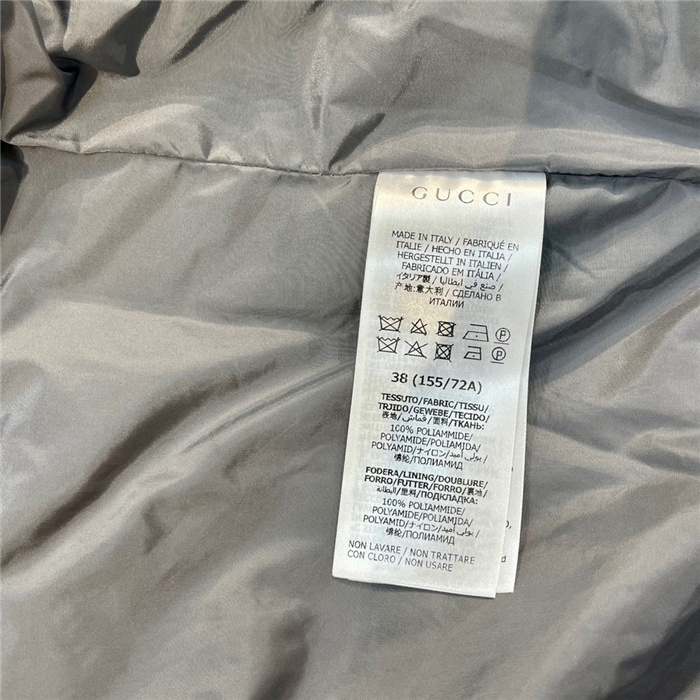 GUCCI
MADE IN ITALY / FABRIQUÉ EN
ITALIE / HECHO EN ITALIA /
HERGESTELLT IN ITALIEN /
FABRICADO EM ITÁLIA /
イタリア製 / صنع في ايطاليا /
产地:意大利 / СДЕЛАНО В
ИТАЛИИ
P
P
38 (155/72A)
TESSUTO/FABRIC/TISSU/
TEJIDO/GEWEBE/TECIDO/
表地/قماش/面料/ТКАНЬ:
100% POLIAMMIDE/
POLYAMIDE/POLIAMIDA/
POLYAMID/ナイロン/بولي أميد/
锦纶/ПОЛИАМИД
FODERA/LINING/DOUBLURE/
FORRO/FUTTER/FORRO/裏地/
البطانة/里料/ПОДКЛАДКА:
100% POLIAMMIDE/
POLYAMIDE/POLIAMIDA/
POLYAMID/ナイロン/بولي أميد/
锦纶/ПОЛИАМИД
NON LAVARE / NON TRATTARE
CON CLORO / NON USARE